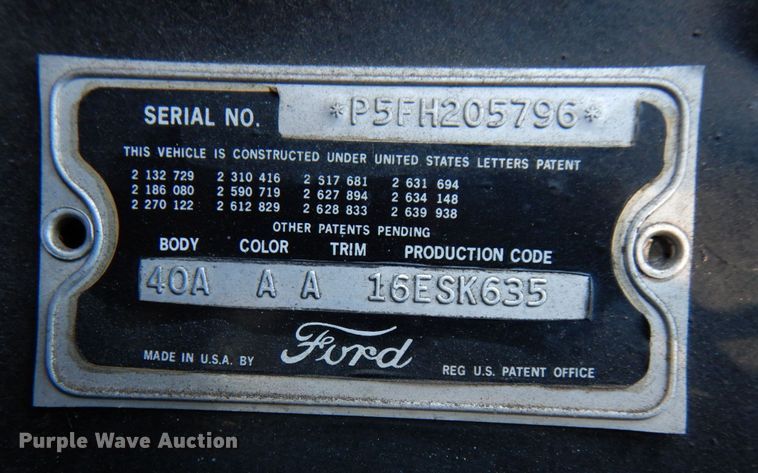 SERIAL NO. *P5FH205796*
THIS VEHICLE IS CONSTRUCTED UNDER UNITED STATES LETTERS PATENT
2 132 729 2 310 416 2 517 681 2 631 694
2 186 080 2 590 719 2 627 894 2 634 148
2 270 122 2 612 829 2 628 833 2 639 938
OTHER PATENTS PENDING
BODY COLOR TRIM PRODUCTION CODE
40A A A 16ESK635
MADE IN U.S.A. BY Ford REG U.S. PATENT OFFICE
Purple Wave Auction